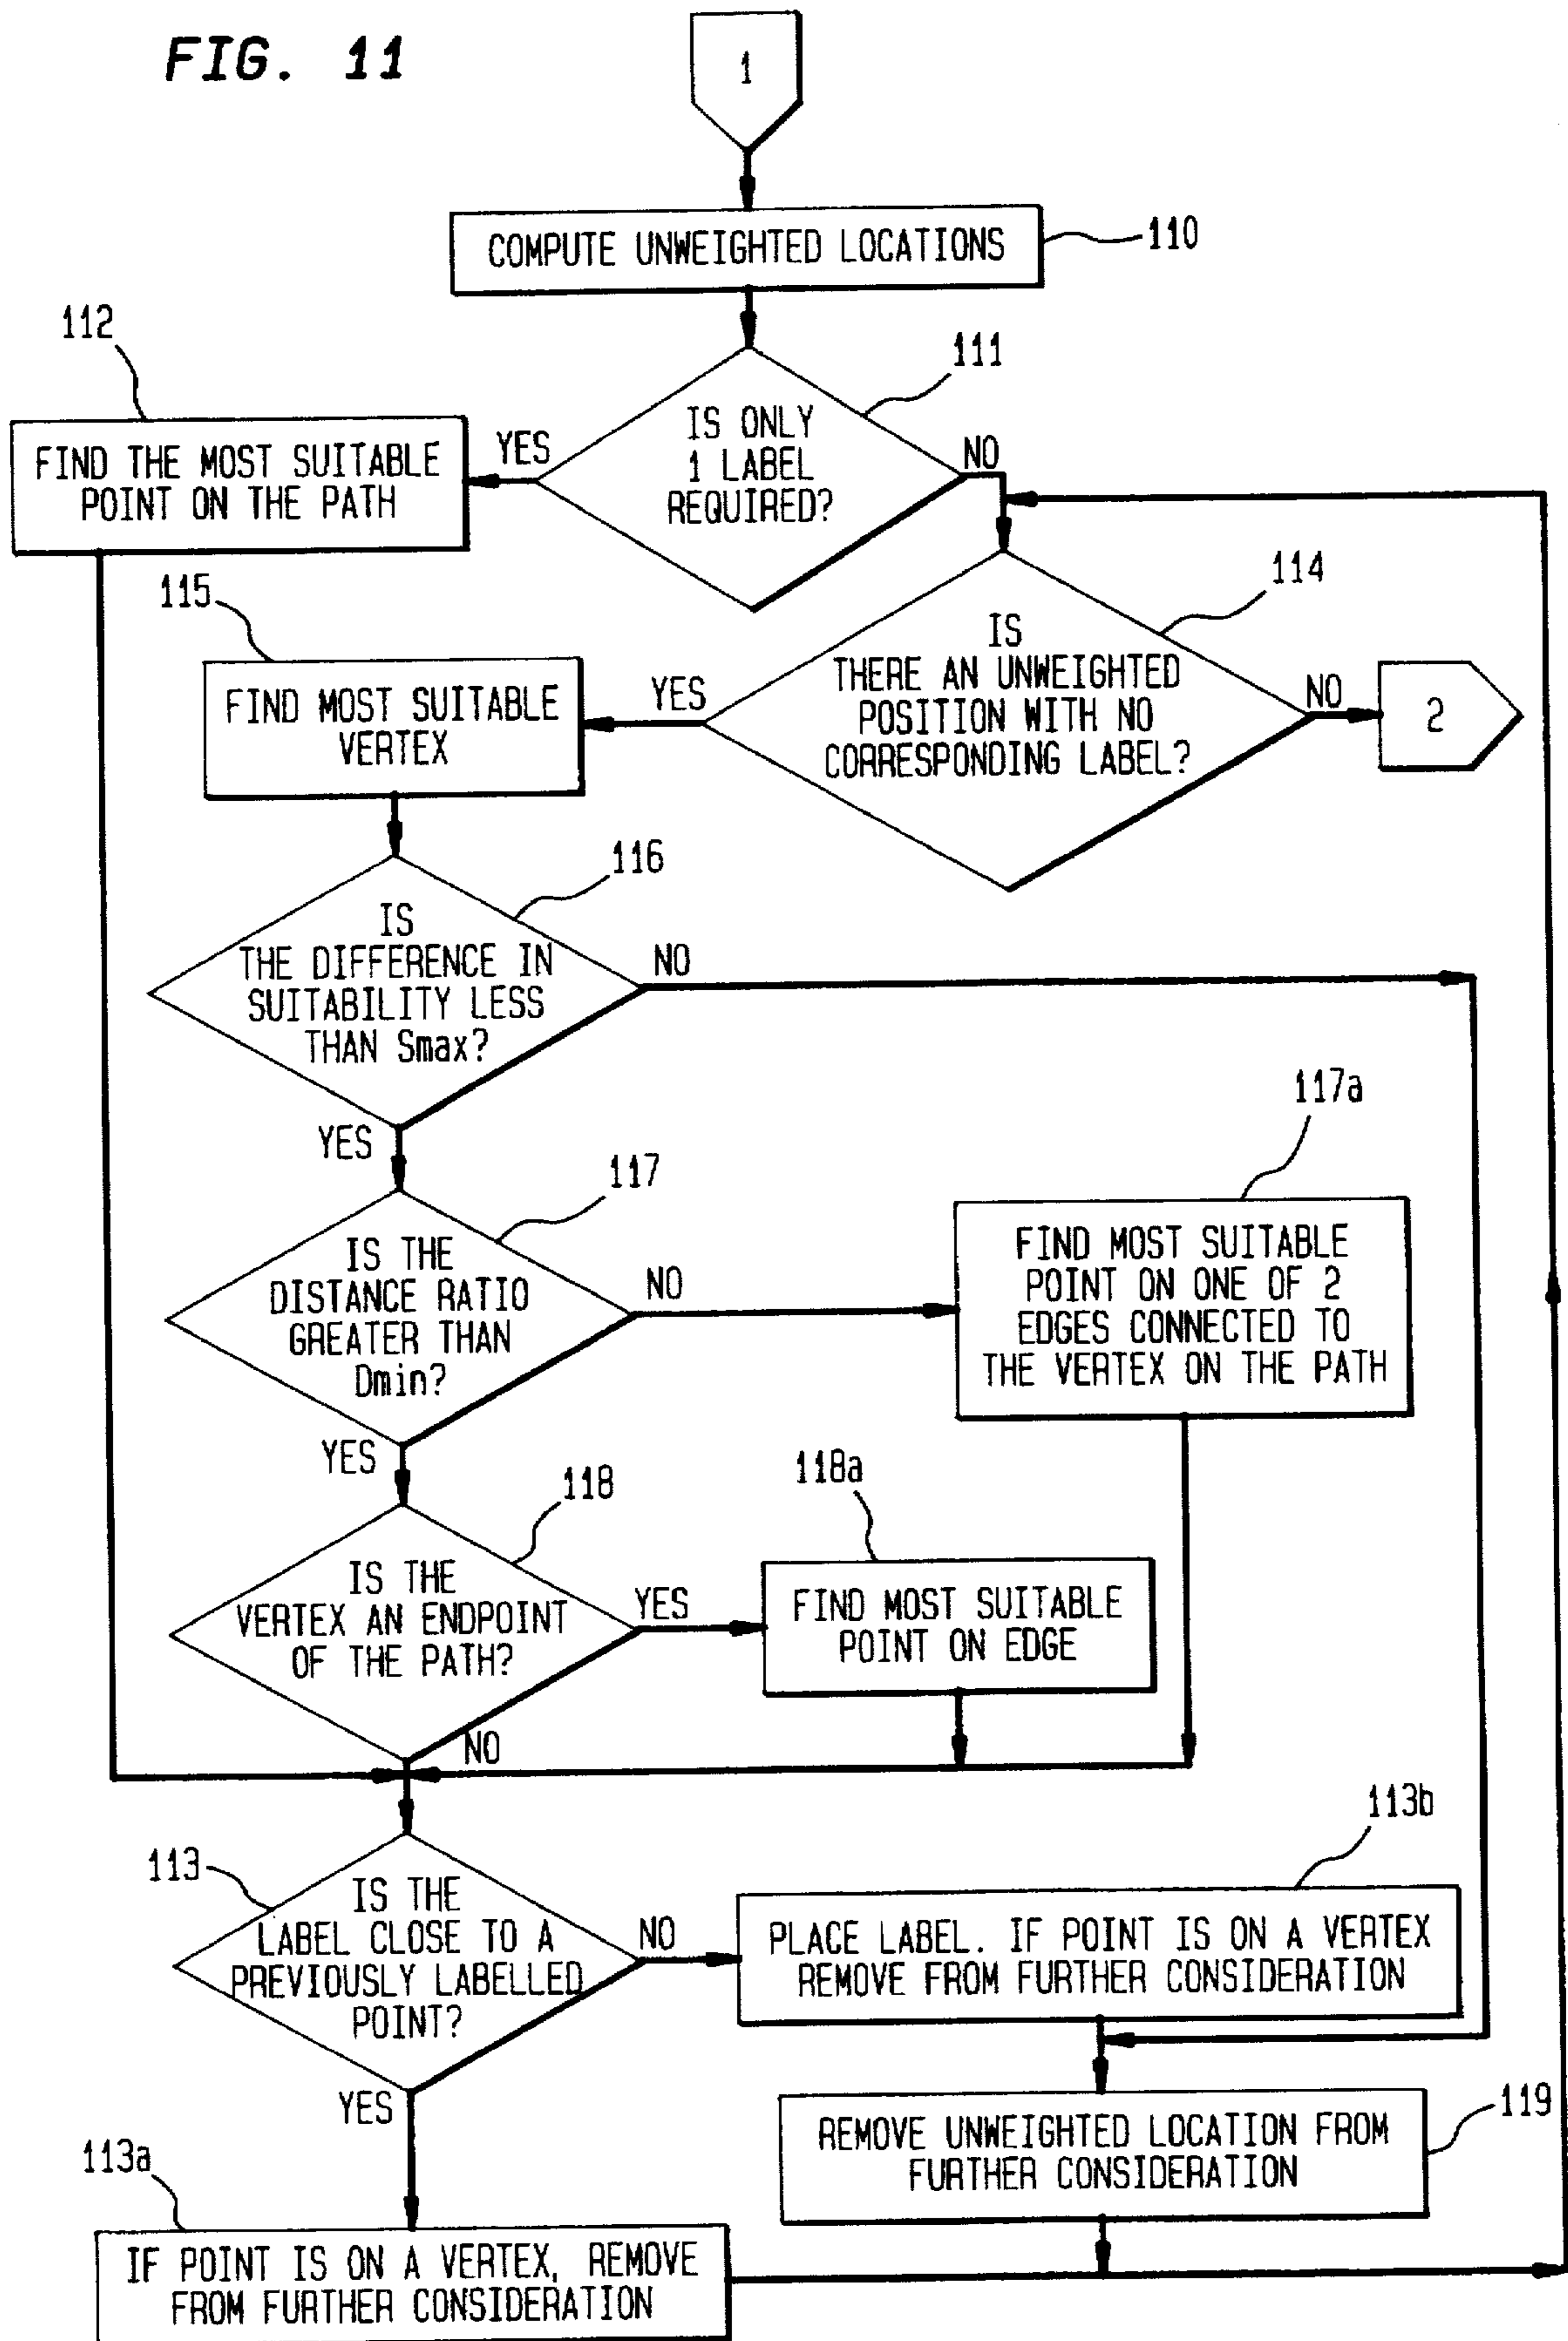 FIG. 11
1
COMPUTE UNWEIGHTED LOCATIONS
110
112
111
IS ONLY
1 LABEL
REQUIRED?
YES
NO
FIND THE MOST SUITABLE
POINT ON THE PATH
115
114
IS
THERE AN UNWEIGHTED
POSITION WITH NO
CORRESPONDING LABEL?
YES
NO
2
FIND MOST SUITABLE
VERTEX
116
IS
THE DIFFERENCE IN
SUITABILITY LESS
THAN Smax?
NO
YES
117
117a
IS THE
DISTANCE RATIO
GREATER THAN
Dmin?
NO
YES
FIND MOST SUITABLE
POINT ON ONE OF 2
EDGES CONNECTED TO
THE VERTEX ON THE PATH
118
118a
IS THE
VERTEX AN ENDPOINT
OF THE PATH?
YES
NO
FIND MOST SUITABLE
POINT ON EDGE
113
113b
IS THE
LABEL CLOSE TO A
PREVIOUSLY LABELLED
POINT?
NO
YES
PLACE LABEL. IF POINT IS ON A VERTEX
REMOVE FROM FURTHER CONSIDERATION
119
REMOVE UNWEIGHTED LOCATION FROM
FURTHER CONSIDERATION
113a
IF POINT IS ON A VERTEX, REMOVE
FROM FURTHER CONSIDERATION